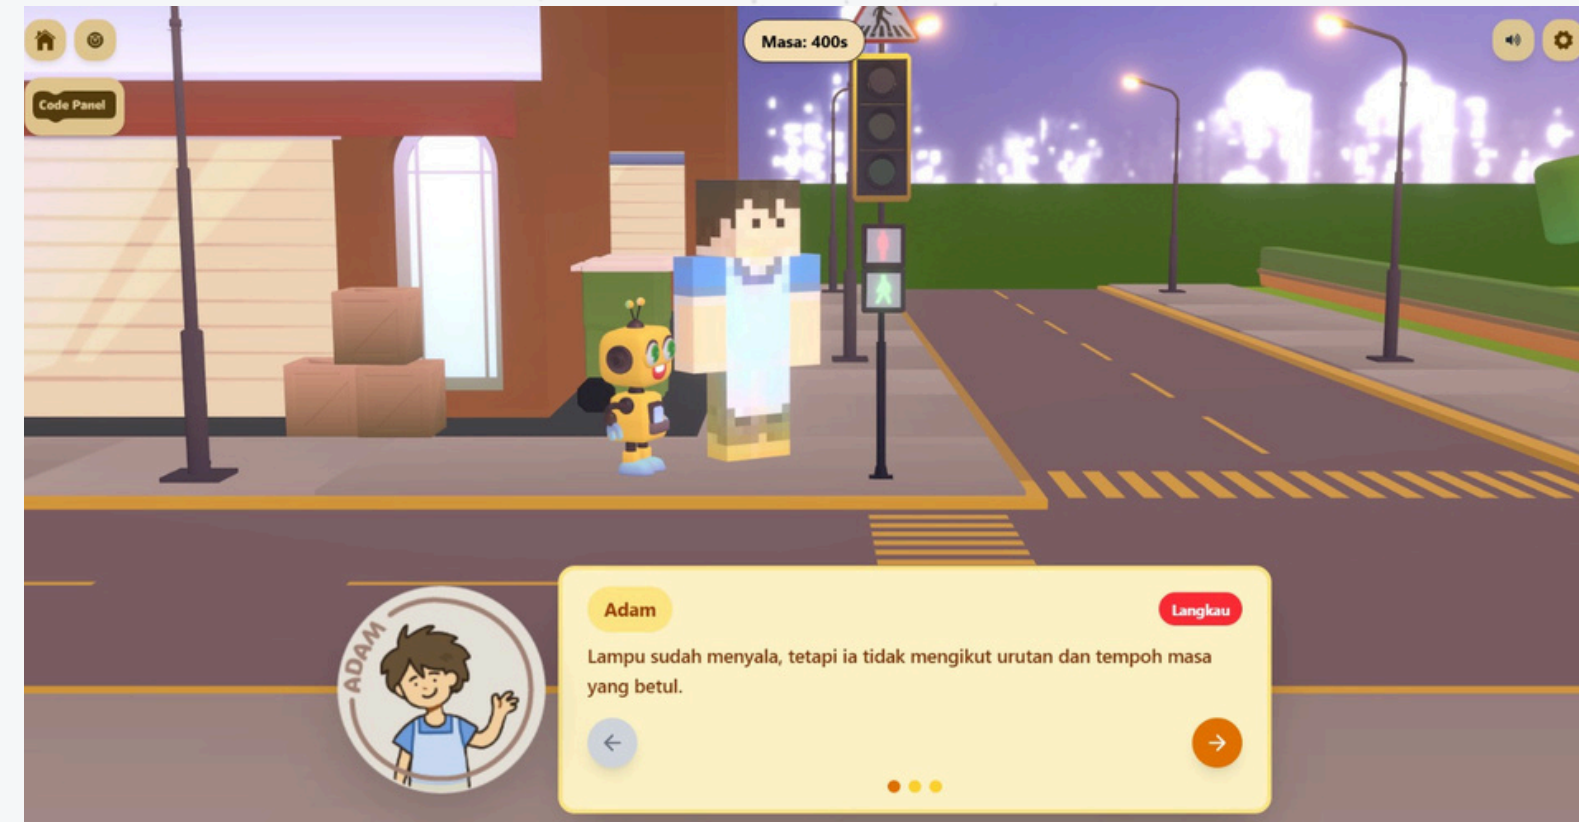 Masa: 400s
Code Panel
ADAM
Adam
Langkau
Lampu sudah menyala, tetapi ia tidak mengikut urutan dan tempoh masa
yang betul.